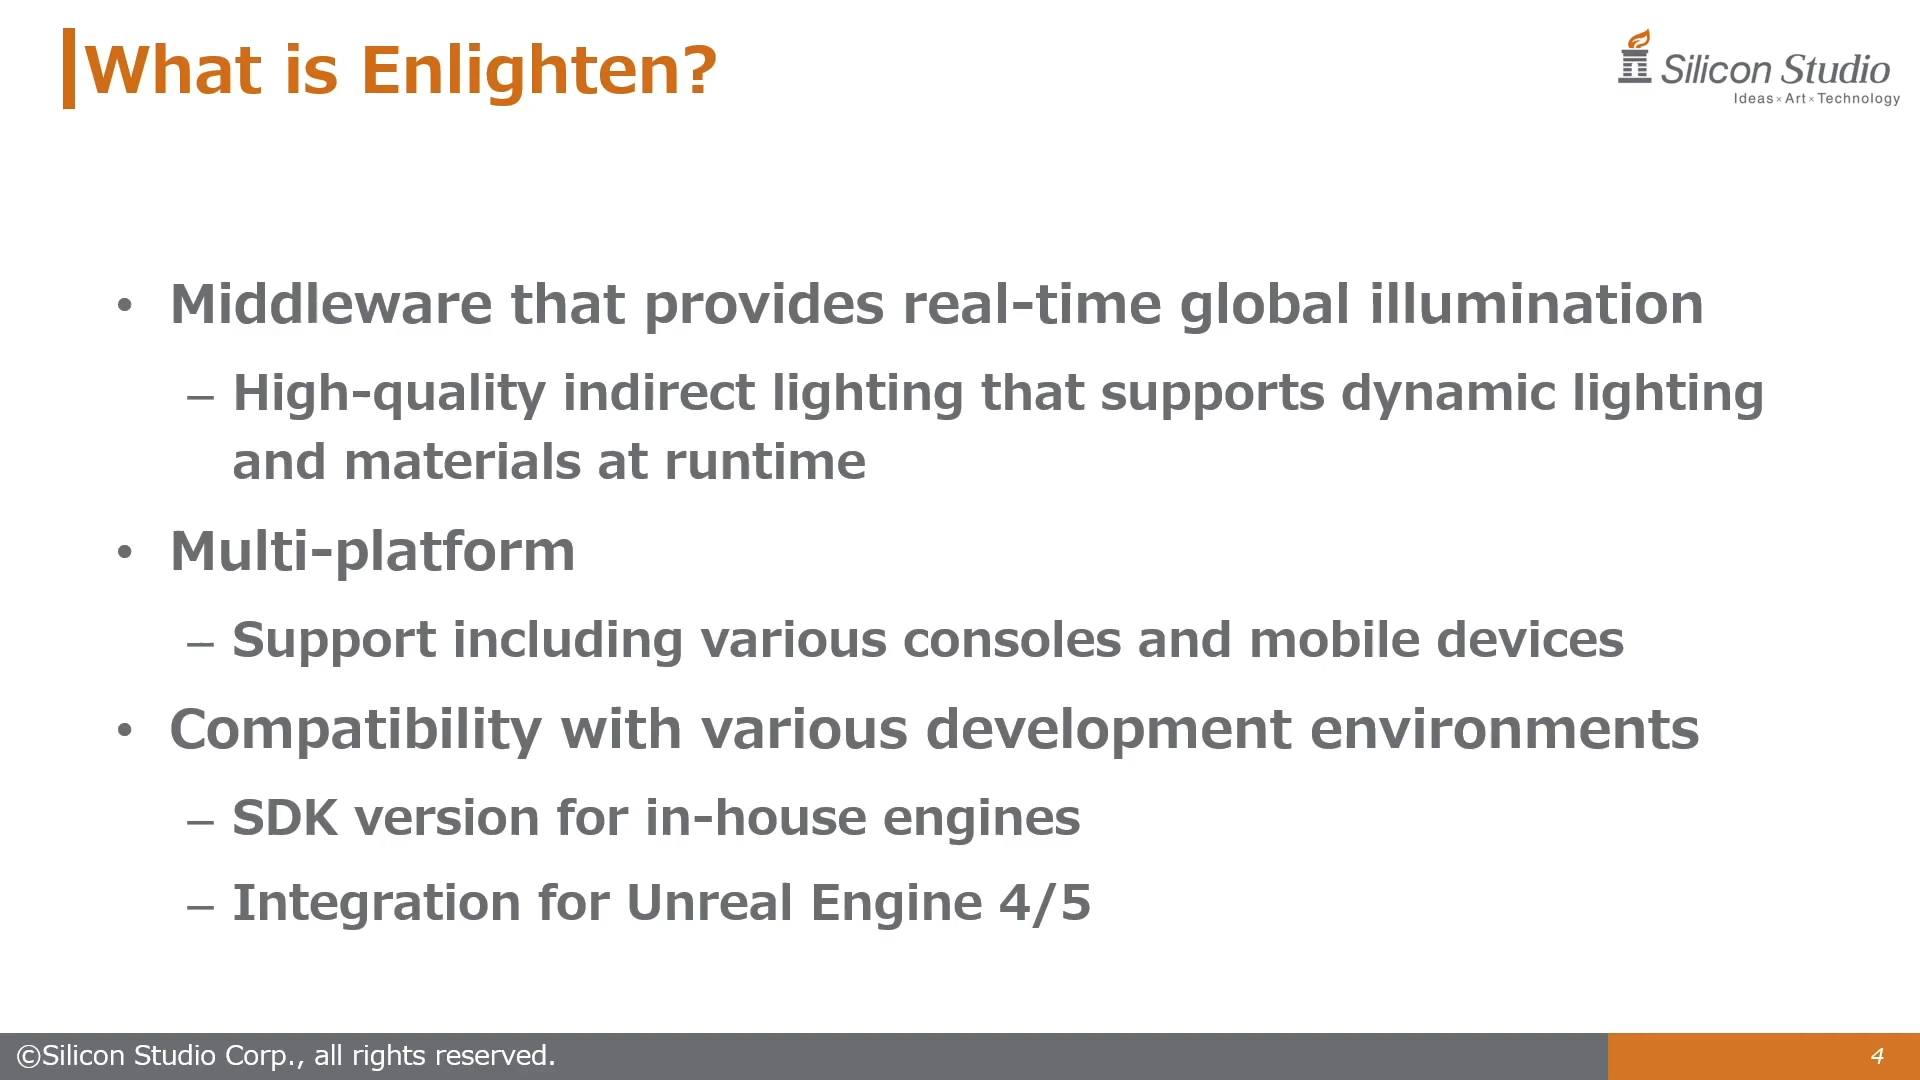 What is Enlighten?
Silicon Studio
Ideas×Art×Technology
• Middleware that provides real-time global illumination
– High-quality indirect lighting that supports dynamic lighting
and materials at runtime
• Multi-platform
– Support including various consoles and mobile devices
• Compatibility with various development environments
– SDK version for in-house engines
– Integration for Unreal Engine 4/5
©Silicon Studio Corp., all rights reserved.
4